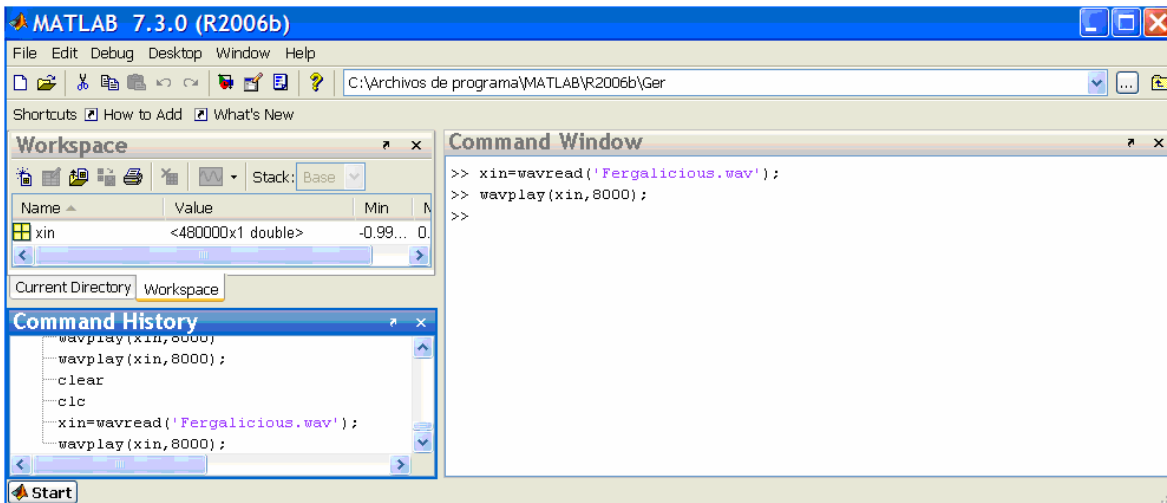 MATLAB 7.3.0 (R2006b)
File Edit Debug Desktop Window Help
C:\Archivos de programa\MATLAB\R2006b\Ger
Shortcuts How to Add What's New
Workspace
Stack: Base
Name Value Min
xin <480000x1 double> -0.99... 0.
Current Directory Workspace
Command History
wavplay(xin,8000)
wavplay(xin,8000);
clear
clc
xin=wavread('Fergalicious.wav');
wavplay(xin,8000);
Command Window
>> xin=wavread('Fergalicious.wav');
>> wavplay(xin,8000);
>>
Start